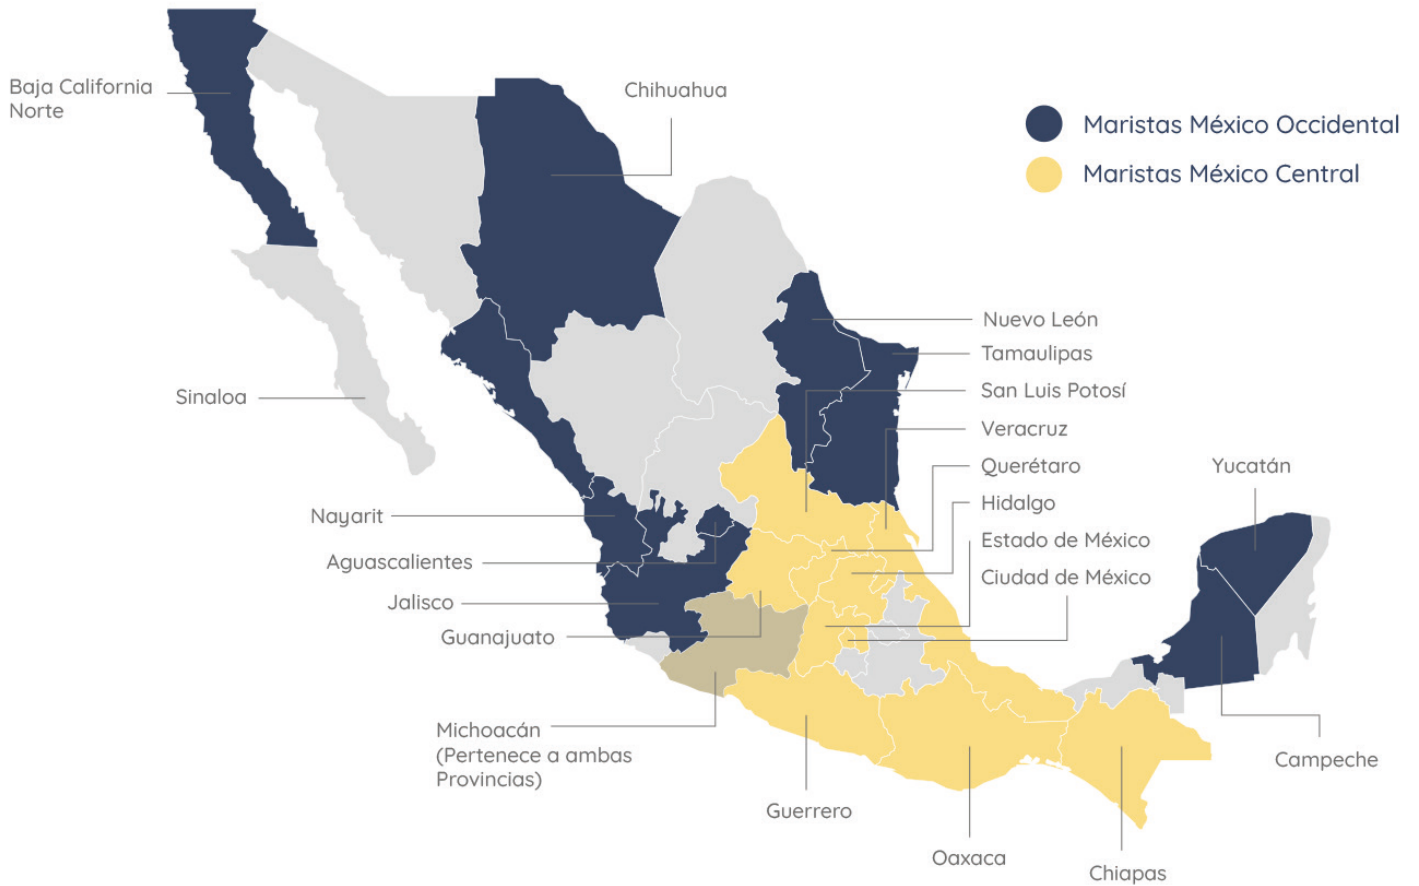 Baja California
Norte
Chihuahua
Maristas México Occidental
Maristas México Central
Nuevo León
Tamaulipas
San Luis Potosí
Sinaloa
Veracruz
Querétaro
Yucatán
Hidalgo
Nayarit
Estado de México
Aguascalientes
Ciudad de México
Jalisco
Guanajuato
Michoacán
(Pertenece a ambas
Provincias)
Campeche
Guerrero
Oaxaca
Chiapas